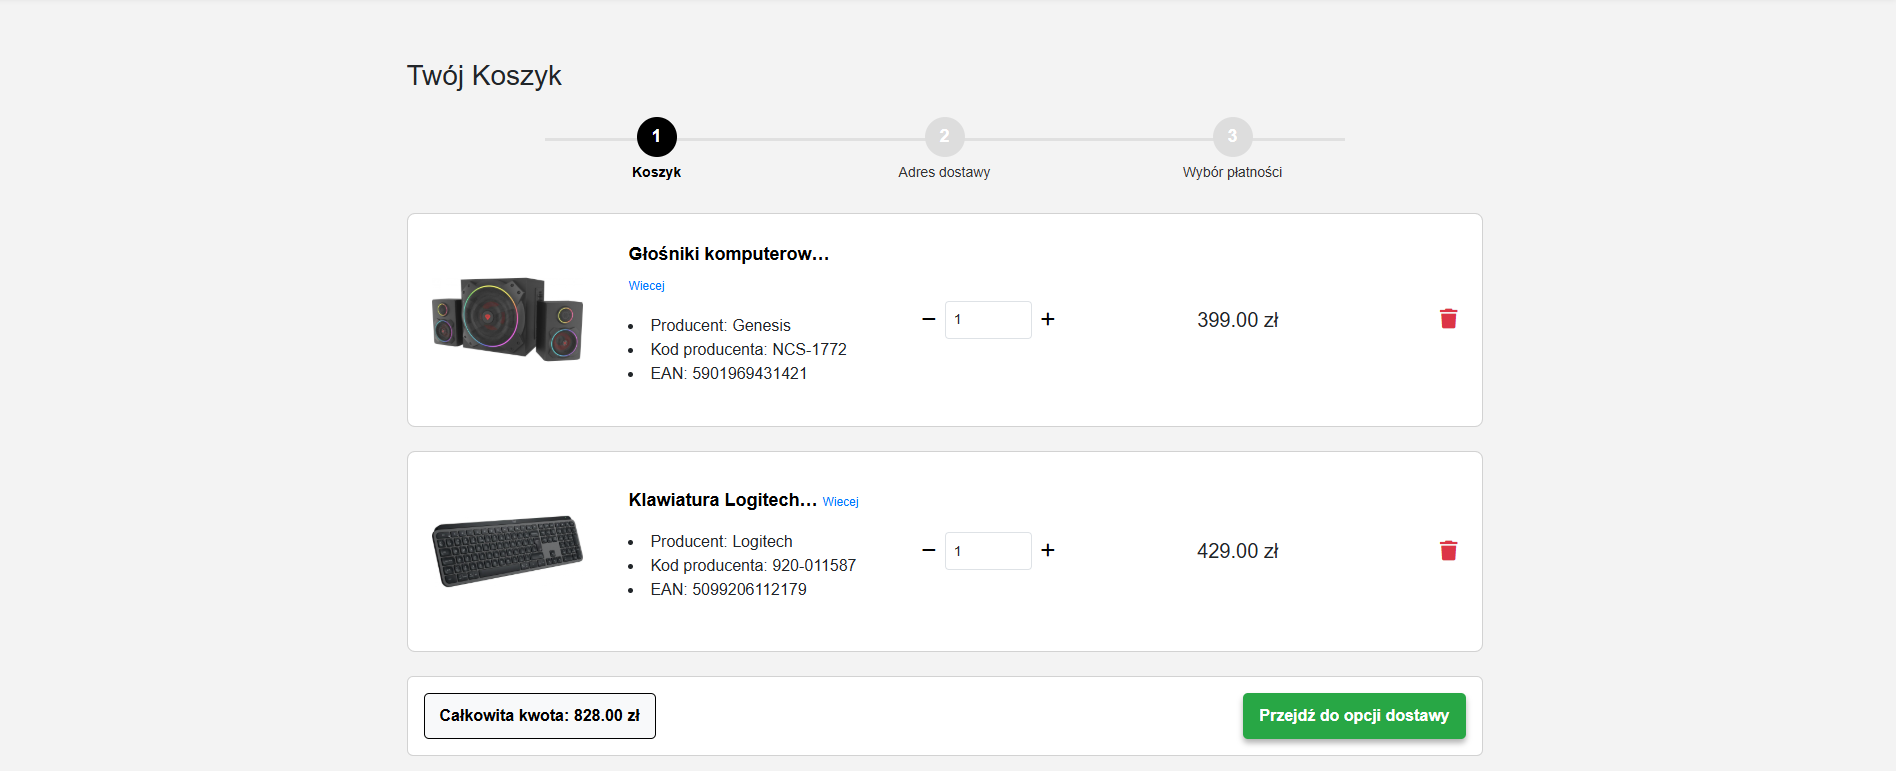 Twój Koszyk
1
2
3
Koszyk
Adres dostawy
Wybór płatności
Głośniki komputerow...
Wiecej
Producent: Genesis
Kod producenta: NCS-1772
EAN: 5901969431421
1
399.00 zł
Klawiatura Logitech... Wiecej
Producent: Logitech
Kod producenta: 920-011587
EAN: 5099206112179
1
429.00 zł
Całkowita kwota: 828.00 zł
Przejdź do opcji dostawy